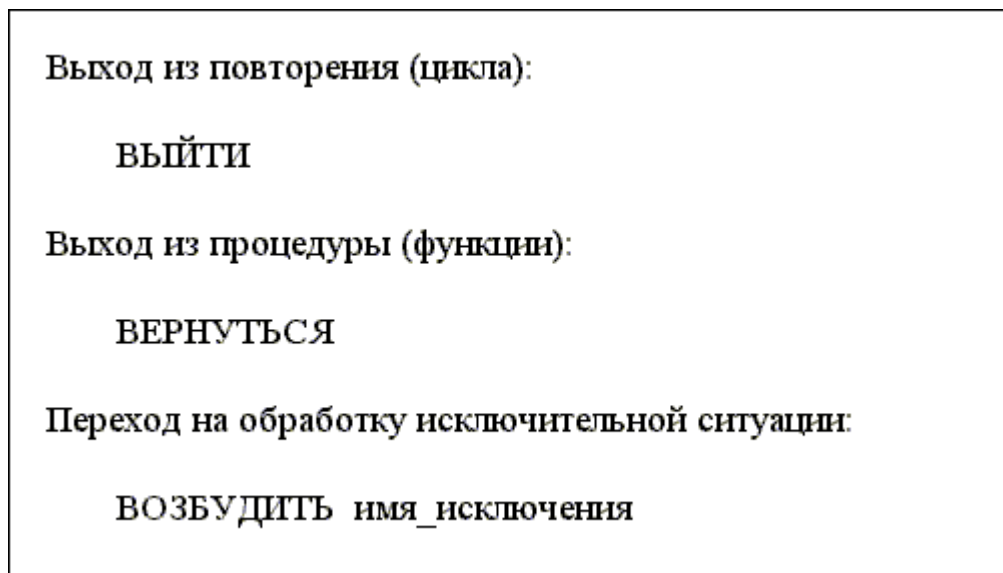 Выход из повторения (цикла):
ВЫЙТИ
Выход из процедуры (функции):
ВЕРНУТЬСЯ
Переход на обработку исключительной ситуации:
ВОЗБУДИТЬ имя_исключения